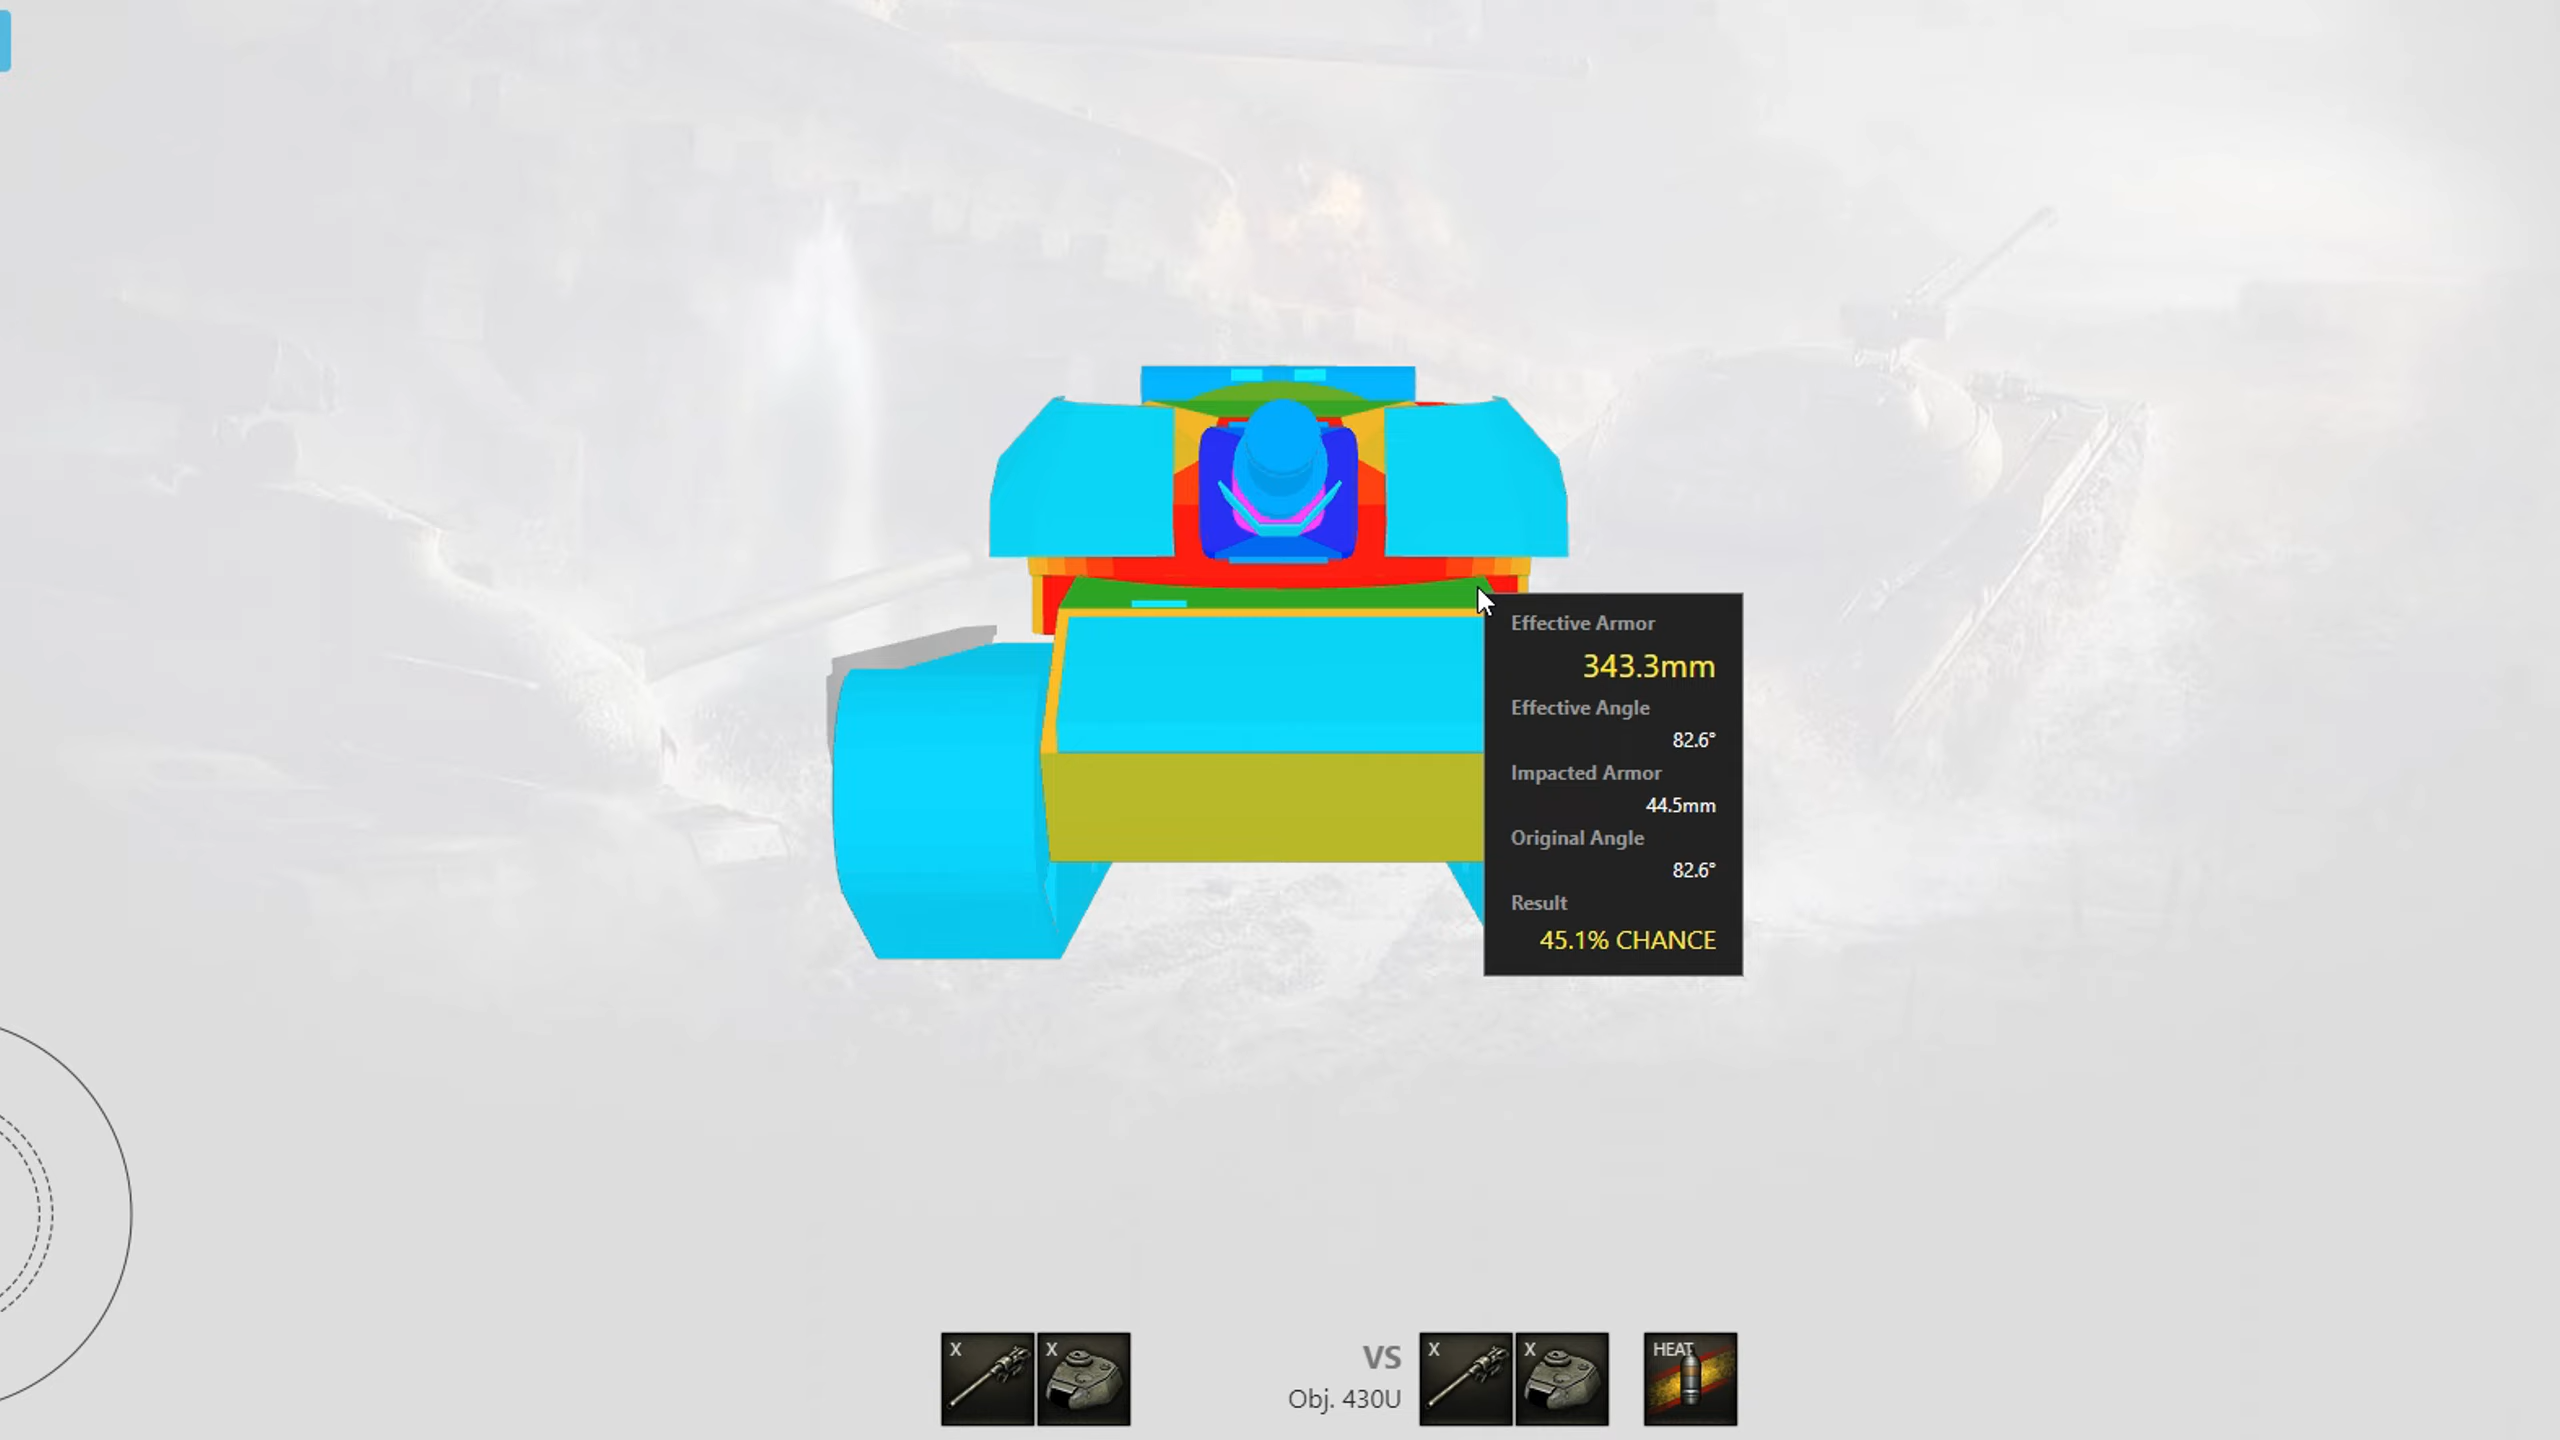 Effective Armor
343.3mm
Effective Angle
82.6°
Impacted Armor
44.5mm
Original Angle
82.6°
Result
45.1% CHANCE
X
X
VS
Obj. 430U
X
X
HEAT